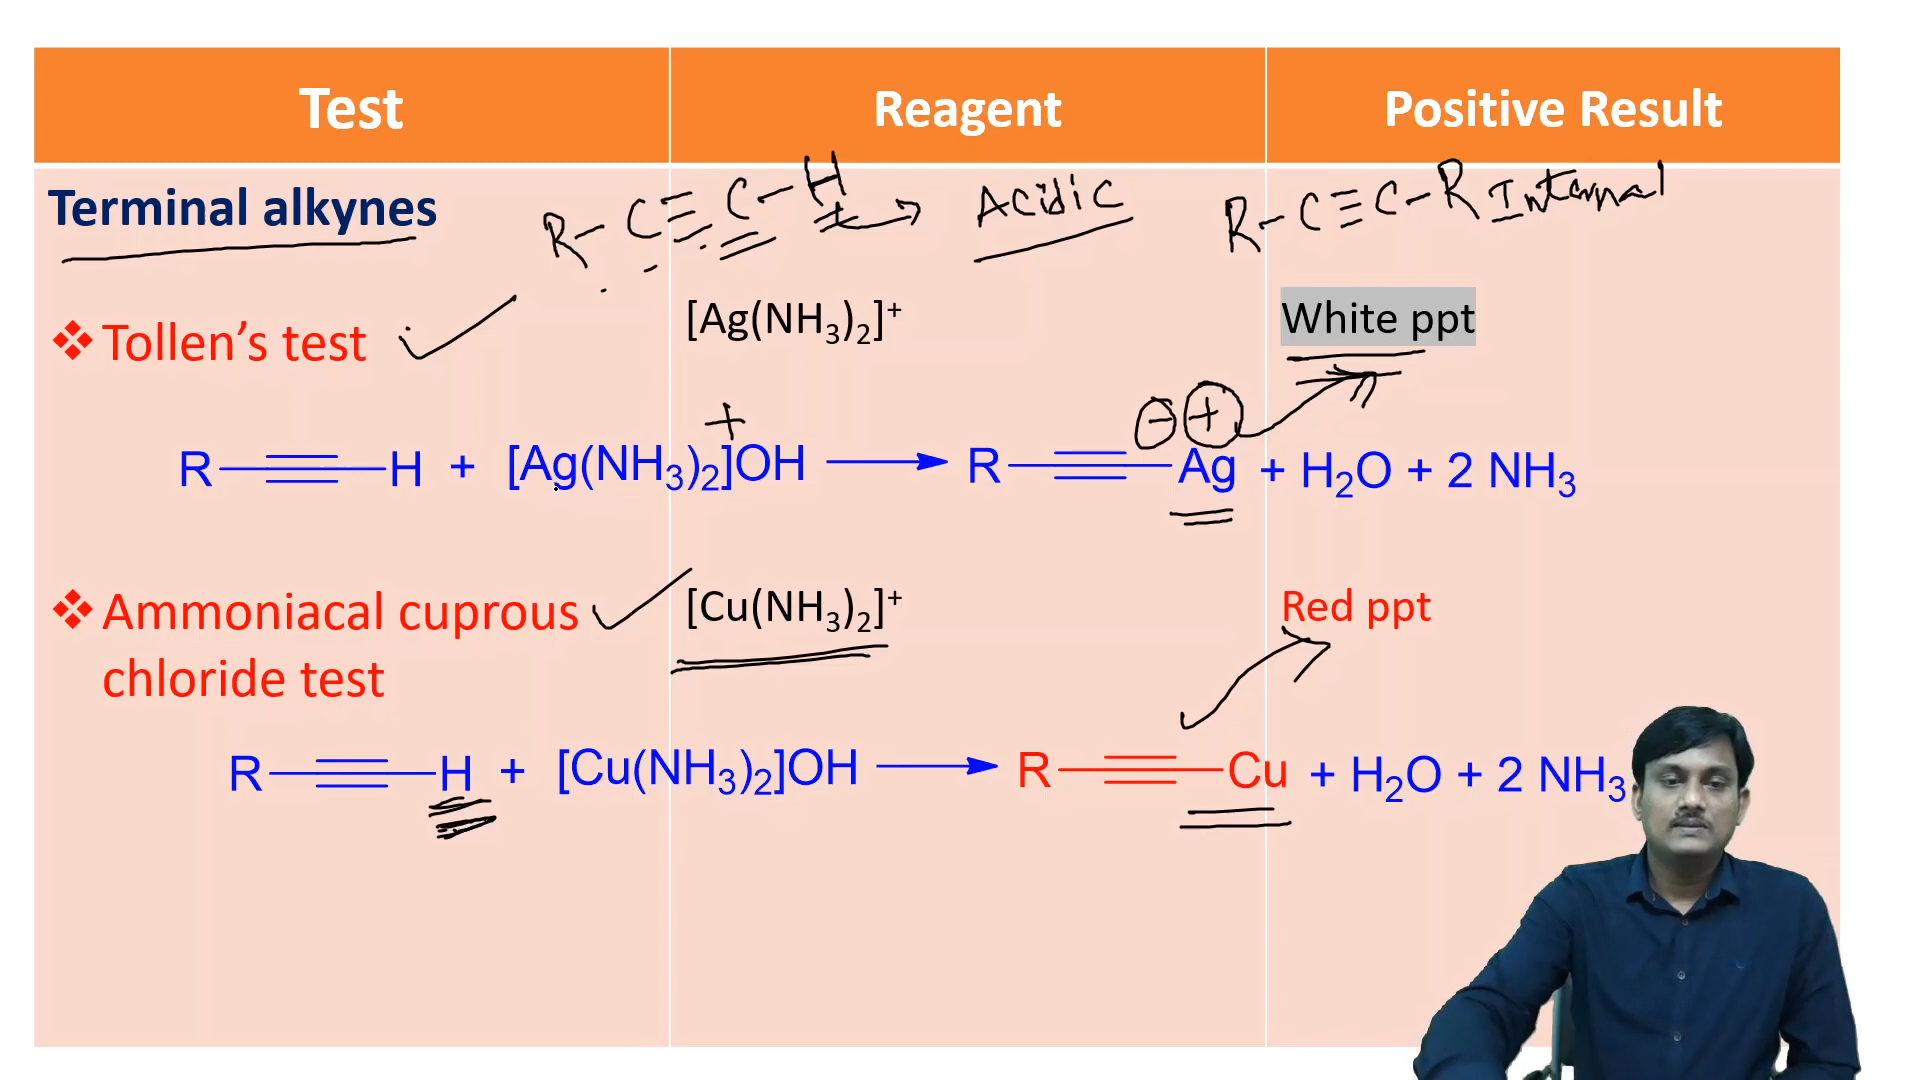 Test Reagent Positive Result
Terminal alkynes R-C≡C-H → Acidic R-C≡C-R Internal
❖ Tollen’s test [Ag(NH₃)₂]⁺ White ppt
+ − +
R≡H + [Ag(NH₃)₂]OH → R≡Ag + H₂O + 2 NH₃
❖ Ammoniacal cuprous [Cu(NH₃)₂]⁺ Red ppt
chloride test
R≡H + [Cu(NH₃)₂]OH → R≡Cu + H₂O + 2 NH₃